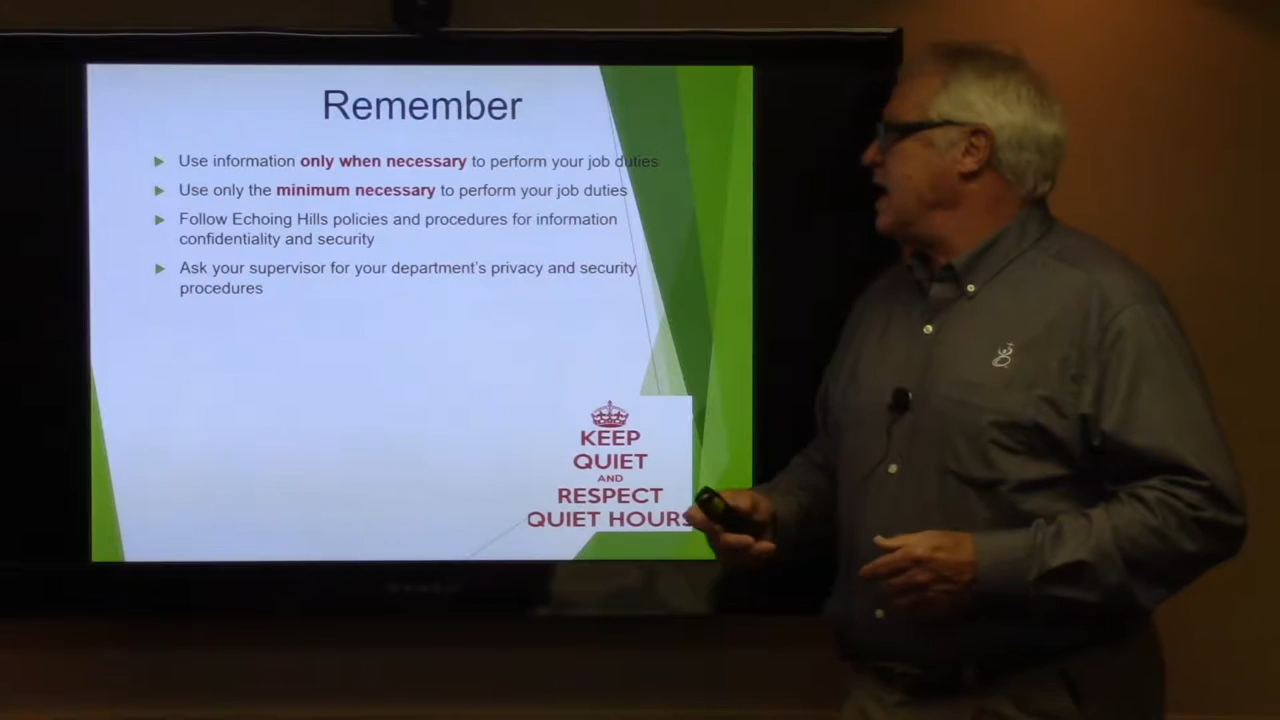 Remember
Use information only when necessary to perform your job duties
Use only the minimum necessary to perform your job duties
Follow Echoing Hills policies and procedures for information
confidentiality and security
Ask your supervisor for your department's privacy and security
procedures
KEEP
QUIET
AND
RESPECT
QUIET HOURS